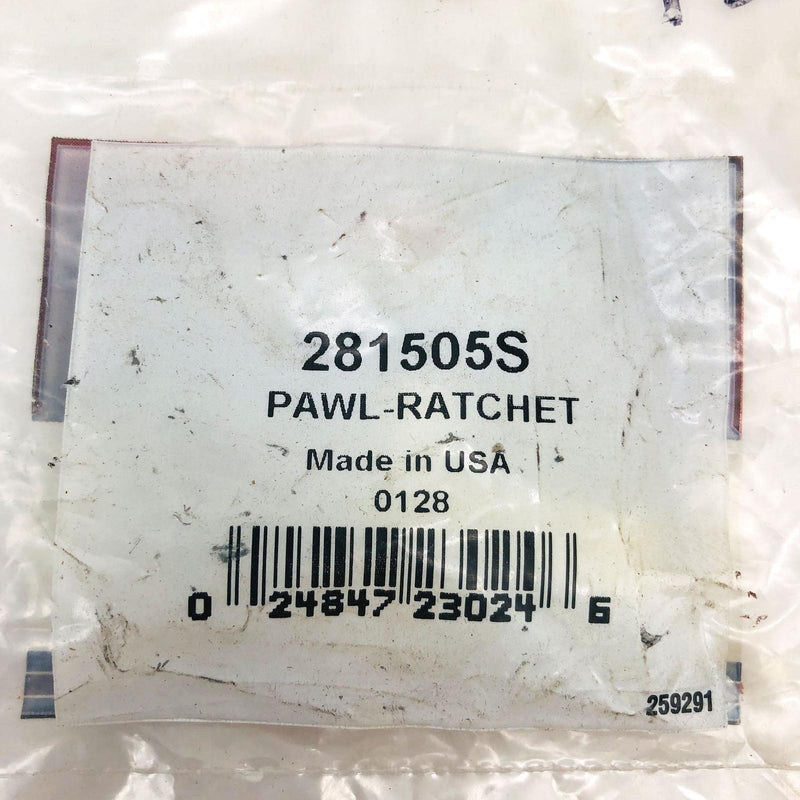 281505S
PAWL-RATCHET
Made in USA
0128
0 24847 23024 6
259291